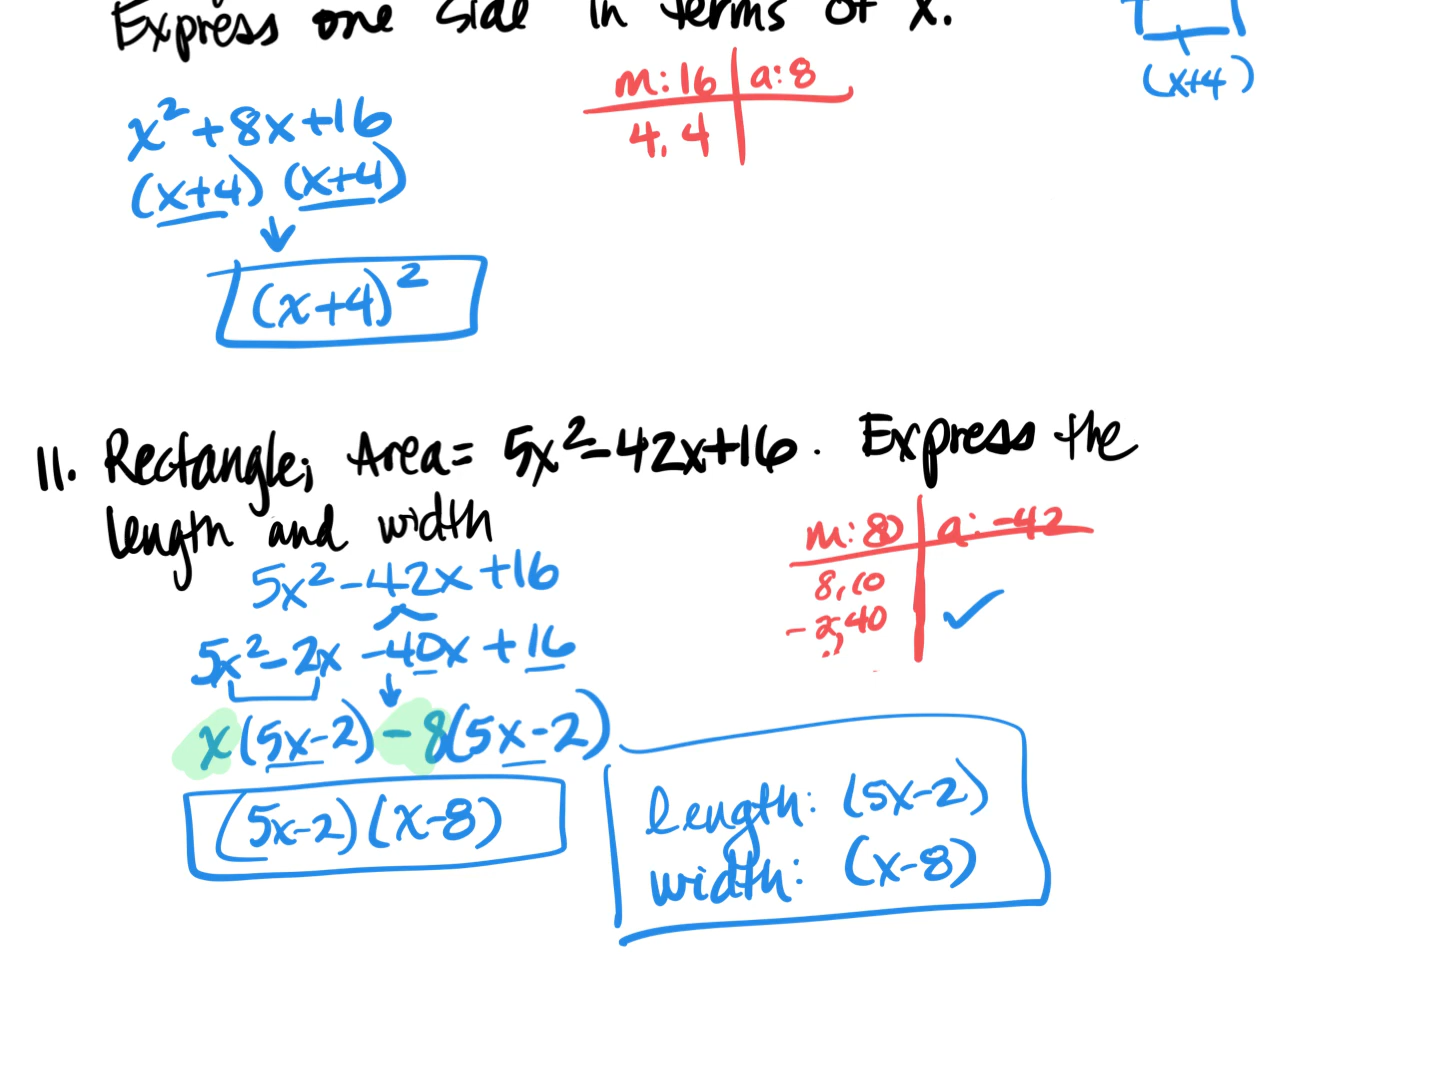 Express one side in terms of x.
(x+4)
m:16 | a:8
4, 4
x² + 8x + 16
(x+4) (x+4)
(x+4)²
11. Rectangle; Area = 5x² - 42x + 16. Express the
length and width
m:80 | a: -42
8, 10
-2, 40
5x² - 42x + 16
5x² - 2x - 40x + 16
x(5x-2) - 8(5x-2)
(5x-2)(x-8)
length: (5x-2)
width: (x-8)